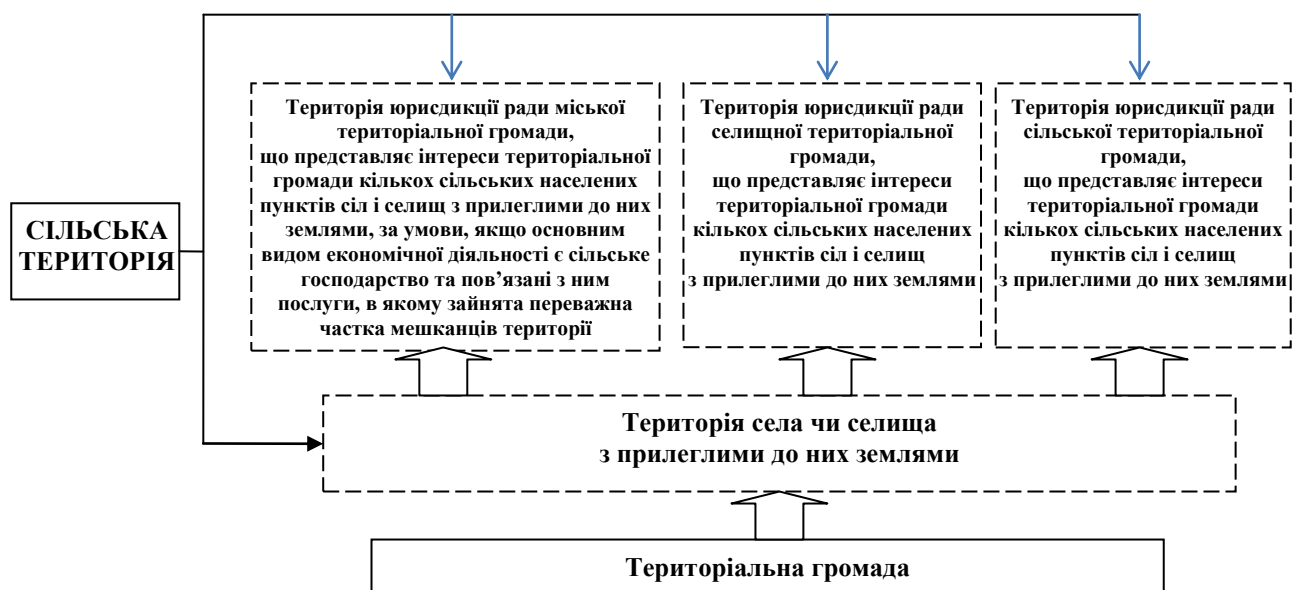 СІЛЬСЬКА
ТЕРИТОРІЯ
Територія юрисдикції ради міської
територіальної громади,
що представляє інтереси територіальної
громади кількох сільських населених
пунктів сіл і селищ з прилеглими до них
землями, за умови, якщо основним
видом економічної діяльності є сільське
господарство та пов’язані з ним
послуги, в якому зайнята переважна
частка мешканців території
Територія юрисдикції ради
селищної територіальної
громади,
що представляє інтереси
територіальної громади
кількох сільських населених
пунктів сіл і селищ
з прилеглими до них землями
Територія юрисдикції ради
сільської територіальної
громади,
що представляє інтереси
територіальної громади
кількох сільських населених
пунктів сіл і селищ
з прилеглими до них землями
Територія села чи селища
з прилеглими до них землями
Територіальна громада